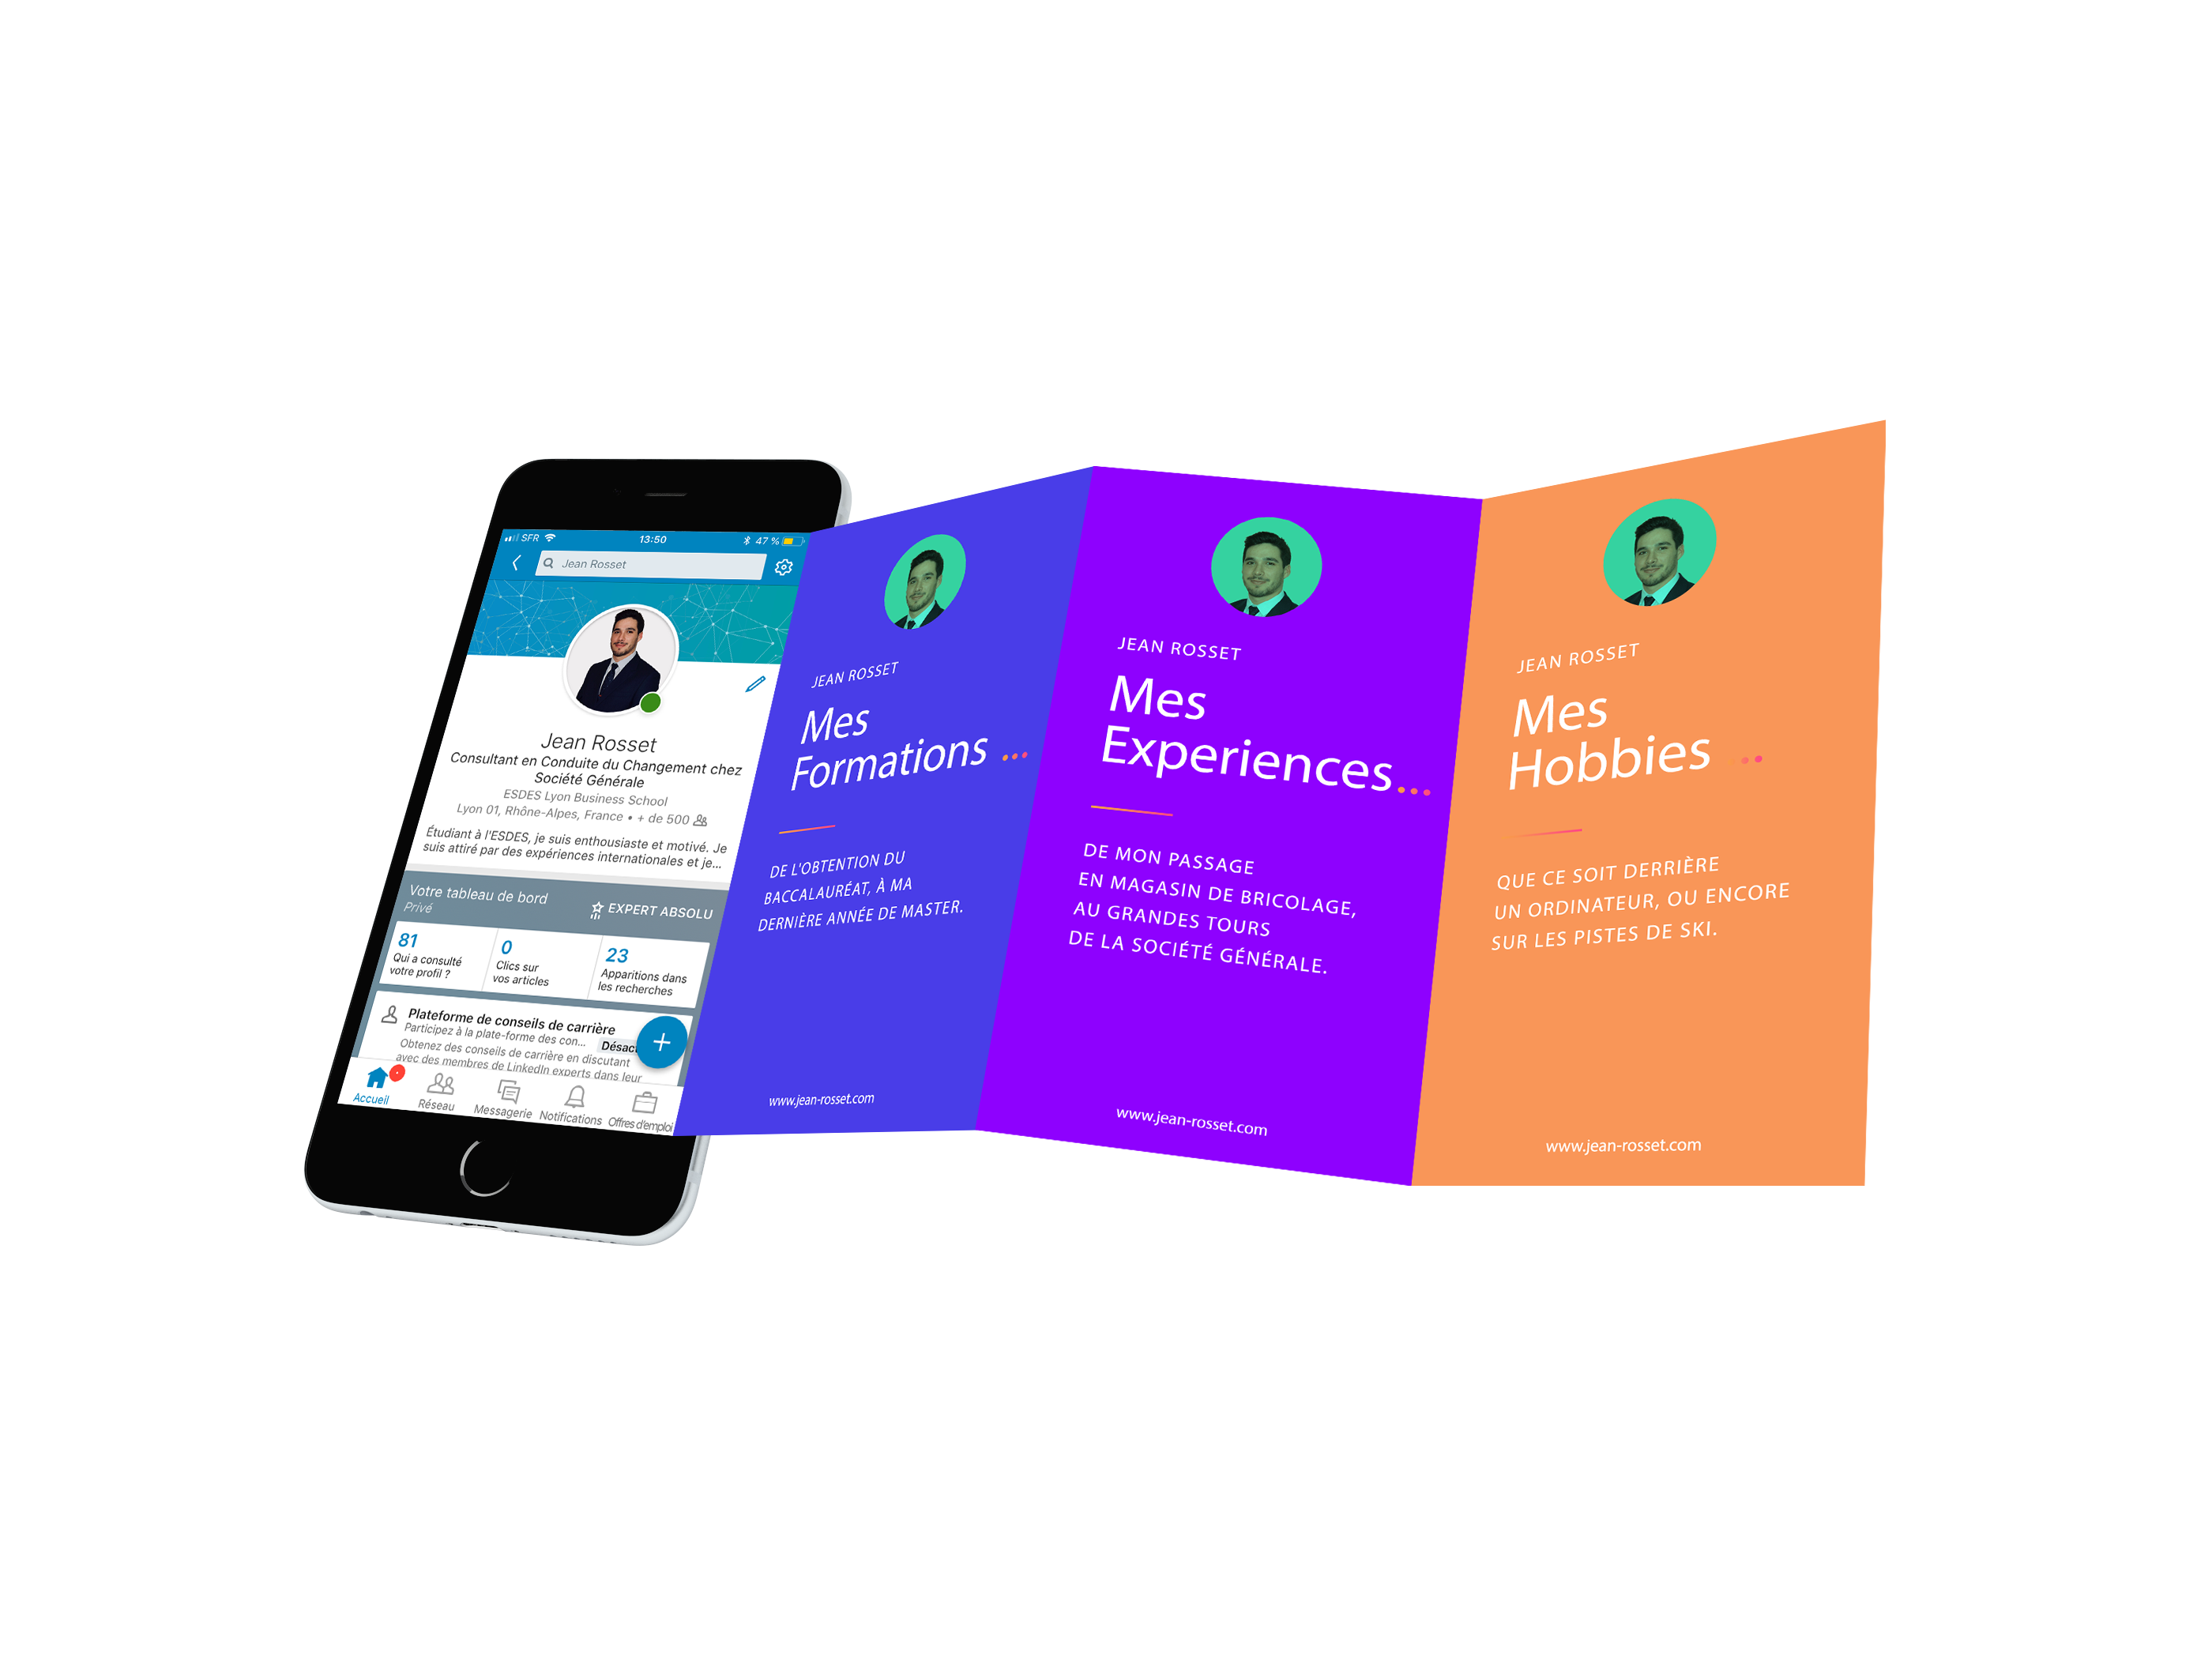 SFR
13:50
47 %
Jean Rosset
Jean Rosset
Consultant en Conduite du Changement chez
Société Générale
ESDES Lyon Business School
Lyon 01, Rhône-Alpes, France • + de 500
Étudiant à l'ESDES, je suis enthousiaste et motivé. Je
suis attiré par des expériences internationales et je...
Votre tableau de bord
Privé
EXPERT ABSOLU
81
Qui a consulté
votre profil ?
0
Clics sur
vos articles
23
Apparitions dans
les recherches
Plateforme de conseils de carrière
Participez à la plate-forme des con...
Désac
Obtenez des conseils de carrière en discutant
avec des membres de LinkedIn experts dans leur
Accueil
Réseau
Messagerie
Notifications
Offres d'emploi
JEAN ROSSET
Mes
Formations ...
DE L'OBTENTION DU
BACCALAURÉAT, À MA
DERNIÈRE ANNÉE DE MASTER.
www.jean-rosset.com
JEAN ROSSET
Mes
Experiences...
DE MON PASSAGE
EN MAGASIN DE BRICOLAGE,
AU GRANDES TOURS
DE LA SOCIÉTÉ GÉNÉRALE.
www.jean-rosset.com
JEAN ROSSET
Mes
Hobbies ...
QUE CE SOIT DERRIÈRE
UN ORDINATEUR, OU ENCORE
SUR LES PISTES DE SKI.
www.jean-rosset.com